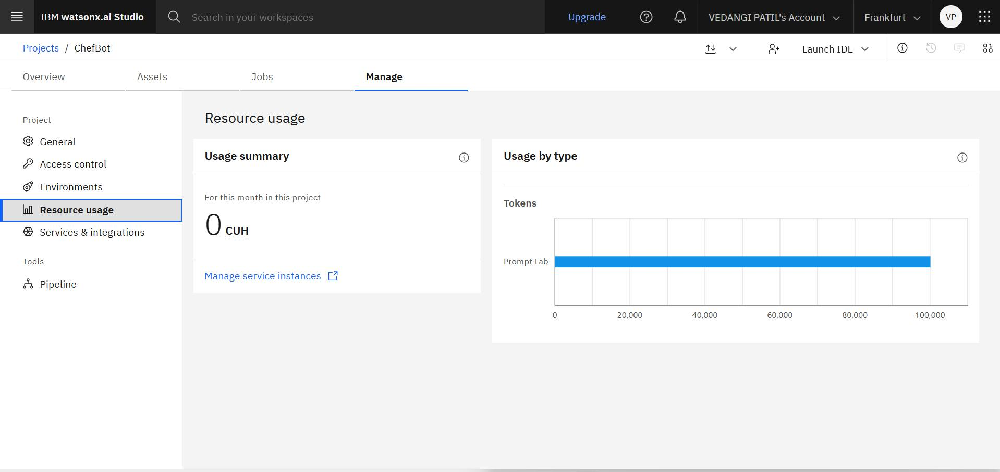 IBM watsonx.ai Studio
Search in your workspaces
Upgrade
VEDANGI PATIL's Account
Frankfurt
VP
Projects / ChefBot
Launch IDE
Overview
Assets
Jobs
Manage
Project
General
Access control
Environments
Resource usage
Services & integrations
Tools
Pipeline
Resource usage
Usage summary
For this month in this project
0 CUH
Manage service instances
Usage by type
Tokens
Prompt Lab
0 20,000 40,000 60,000 80,000 100,000